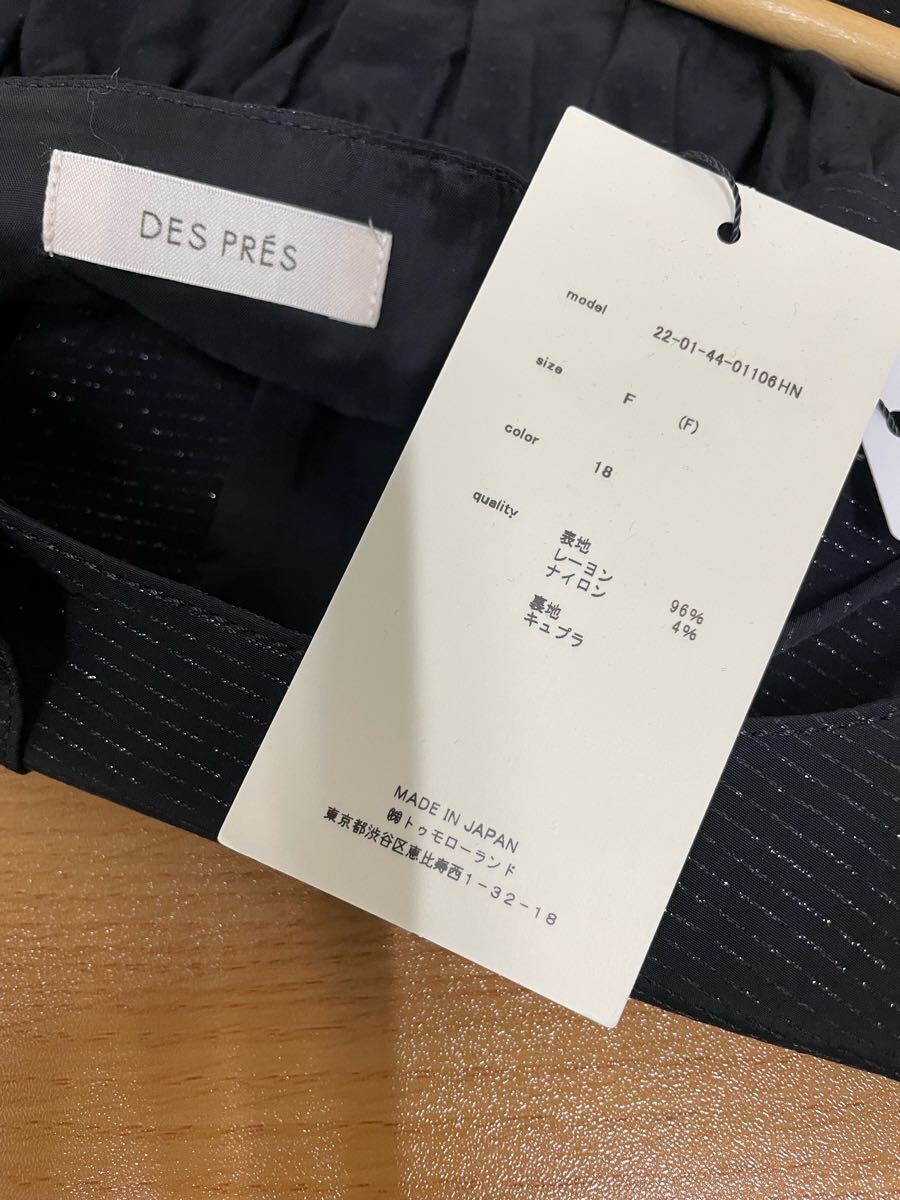 DES PRÉS
model 22-01-44-01106HN
size F (F)
color 18
quality
表地
レーヨン 96%
ナイロン 4%
裏地
キュプラ
MADE IN JAPAN
㈱トゥモローランド
東京都渋谷区恵比寿西1-32-18